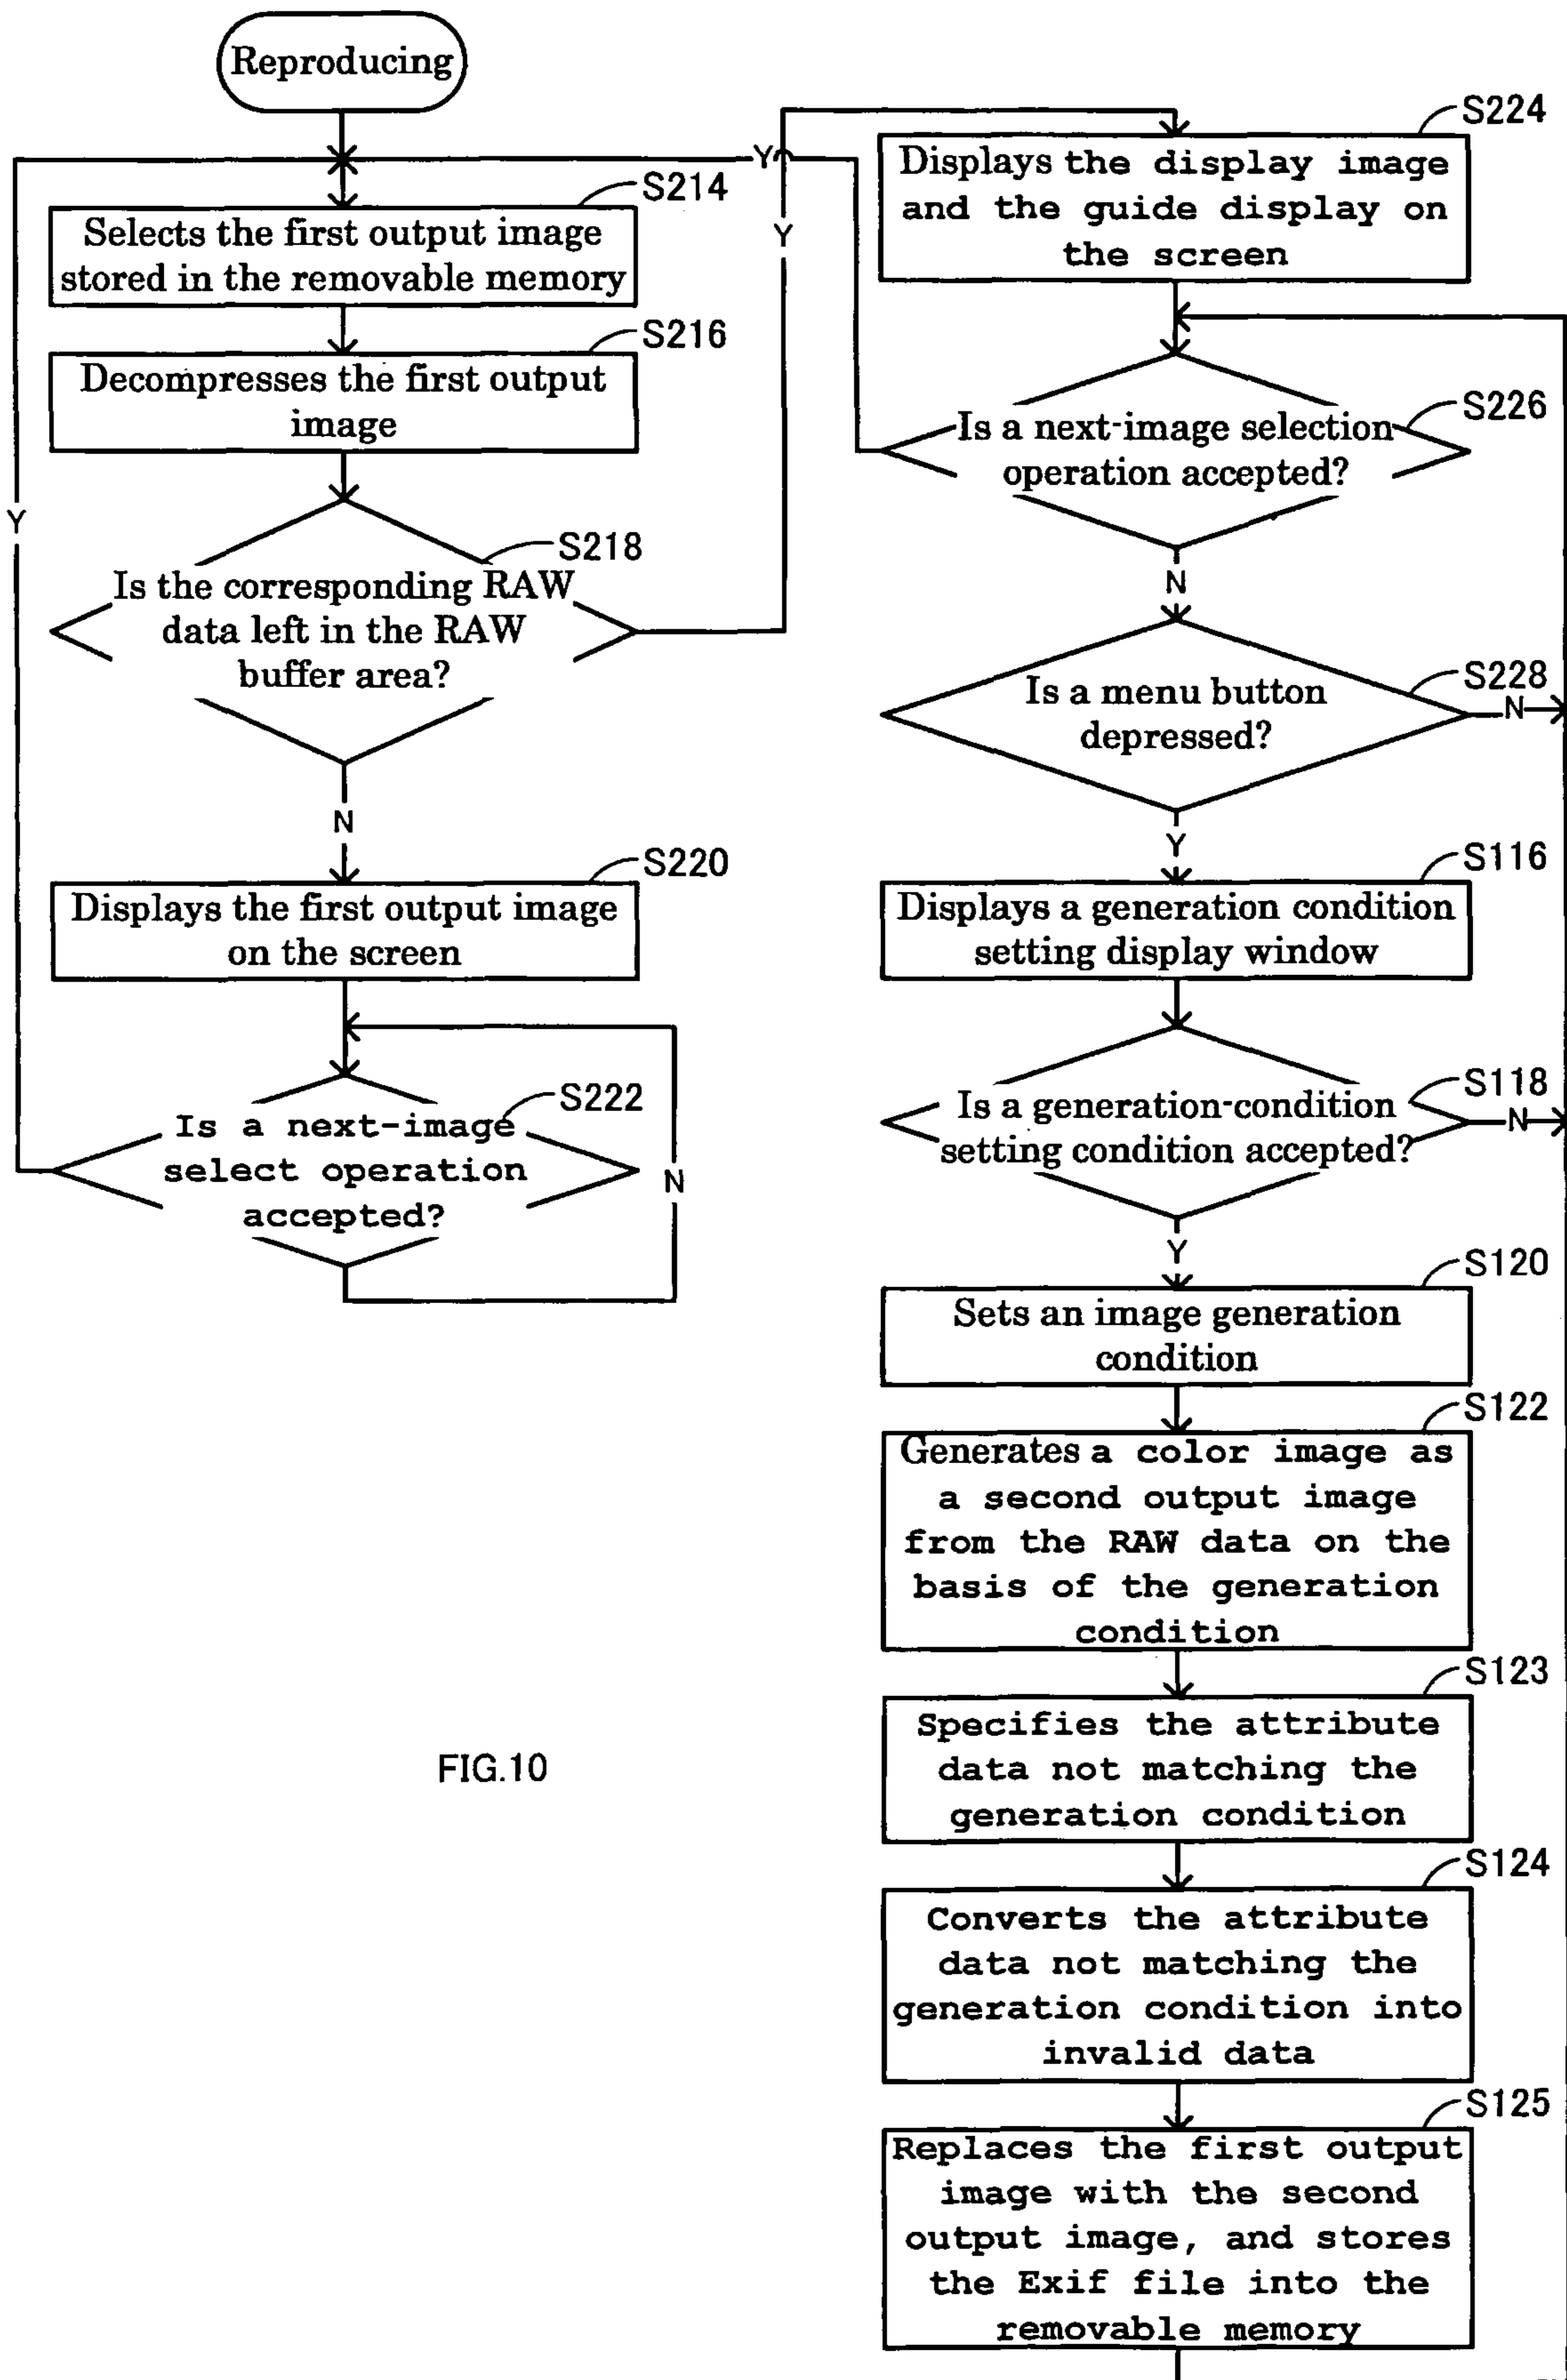 Reproducing
S214
Selects the first output image
stored in the removable memory
S216
Decompresses the first output
image
Y
S218
Is the corresponding RAW
data left in the RAW
buffer area?
Y
N
S220
Displays the first output image
on the screen
S222
Is a next-image
select operation
accepted?
N
Y
S224
Displays the display image
and the guide display on
the screen
S226
Is a next-image selection
operation accepted?
N
S228
Is a menu button
depressed?
N
Y
S116
Displays a generation condition
setting display window
S118
Is a generation-condition
setting condition accepted?
N
Y
S120
Sets an image generation
condition
S122
Generates a color image as
a second output image
from the RAW data on the
basis of the generation
condition
S123
Specifies the attribute
data not matching the
generation condition
S124
Converts the attribute
data not matching the
generation condition into
invalid data
S125
Replaces the first output
image with the second
output image, and stores
the Exif file into the
removable memory
FIG.10